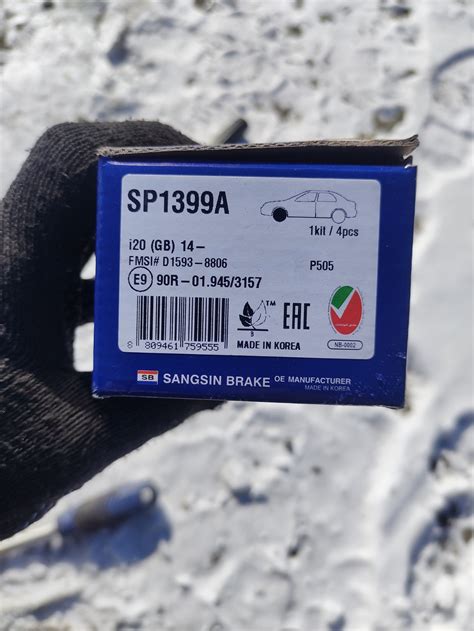 SP1399A
1kit / 4pcs
i20 (GB) 14-
FMSI# D1593-8806
P505
E9 90R-01.945/3157
EAC
8 809461 759555
MADE IN KOREA
NB-0002
SB SANGSIN BRAKE OE MANUFACTURER
MADE IN KOREA